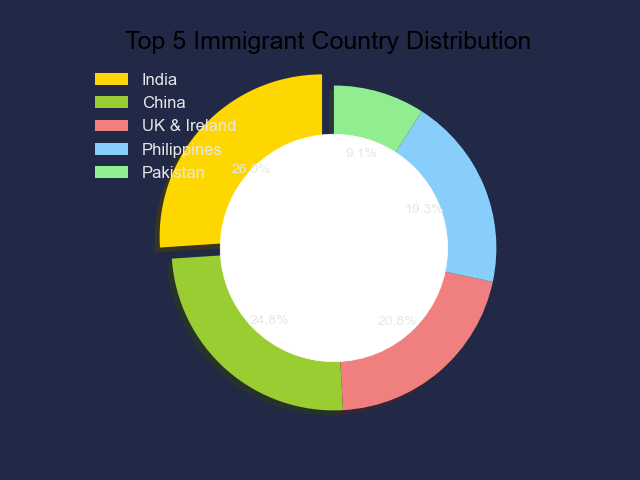 Top 5 Immigrant Country Distribution
India
China
UK & Ireland
Philippines
Pakistan
9.1%
26.0%
19.3%
24.8%
20.8%